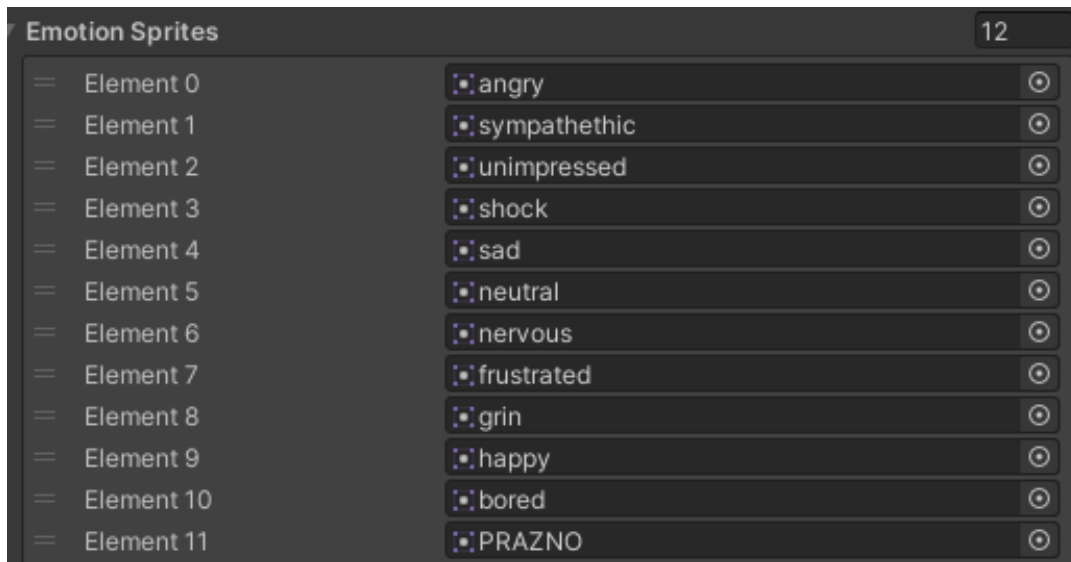 Emotion Sprites 12
Element 0 angry
Element 1 sympathethic
Element 2 unimpressed
Element 3 shock
Element 4 sad
Element 5 neutral
Element 6 nervous
Element 7 frustrated
Element 8 grin
Element 9 happy
Element 10 bored
Element 11 PRAZNO